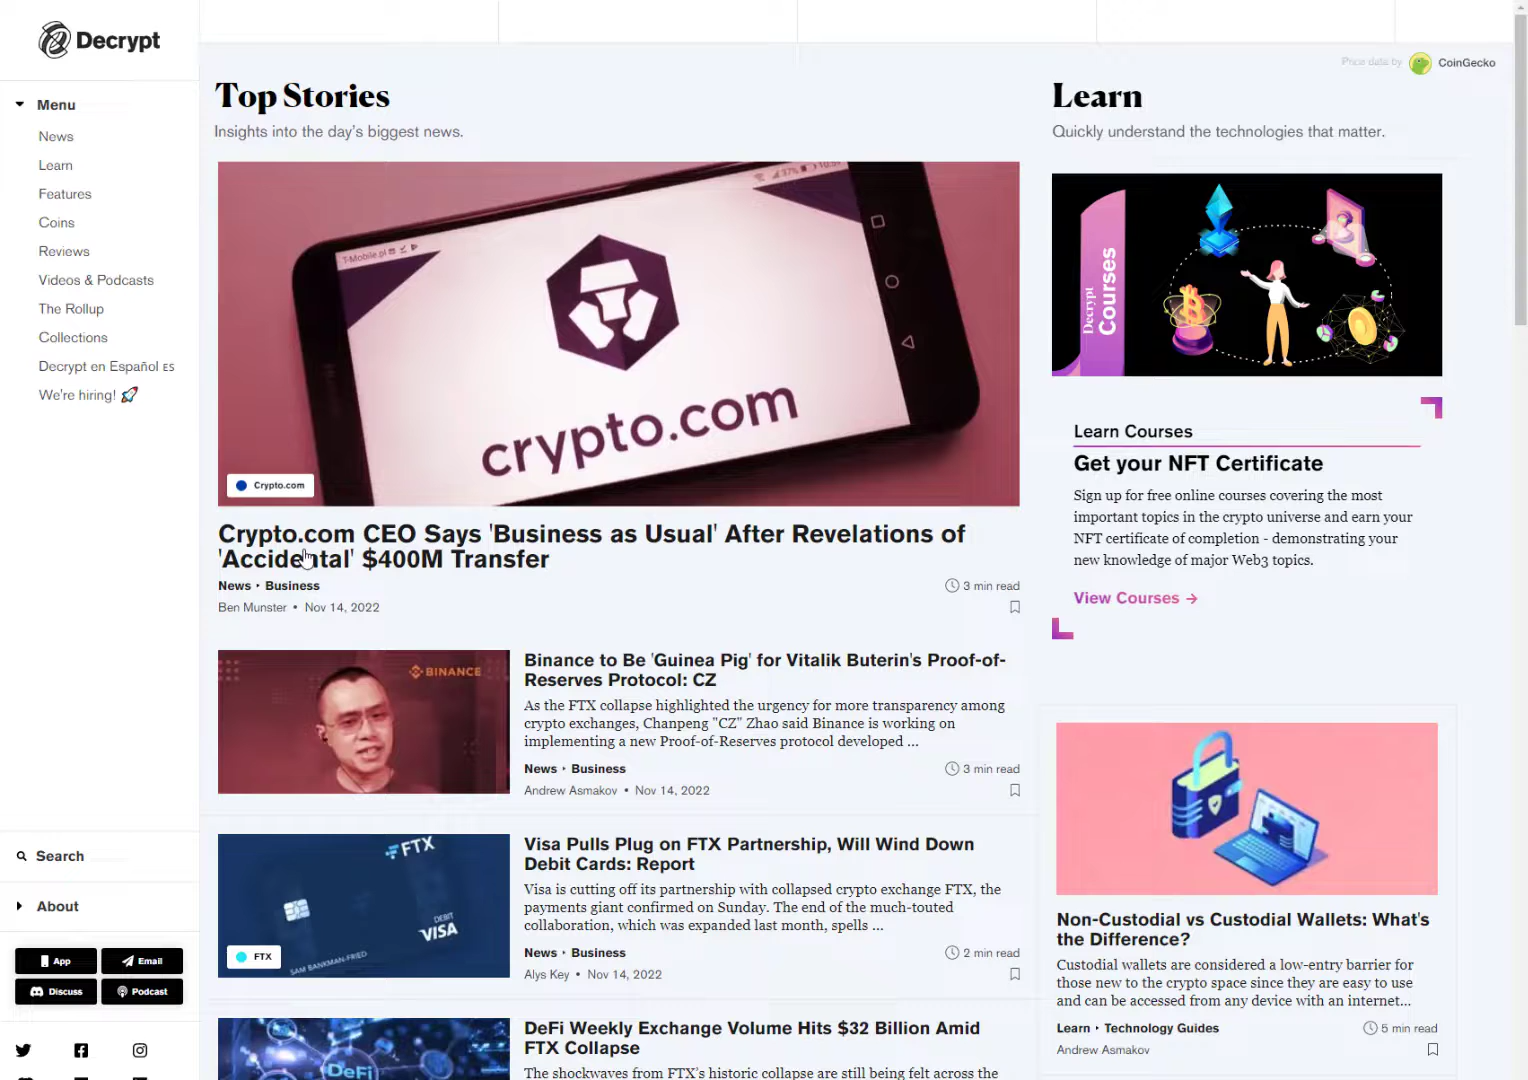 Decrypt
Menu
News
Learn
Features
Coins
Reviews
Videos & Podcasts
The Rollup
Collections
Decrypt en Español ES
We're hiring! 🚀
Search
About
App
Email
Discuss
Podcast
Price data by CoinGecko
Top Stories
Insights into the day's biggest news.
T-Mobile.pl
37%
crypto.com
Crypto.com
Crypto.com CEO Says 'Business as Usual' After Revelations of
'Accidental' $400M Transfer
News • Business
3 min read
Ben Munster • Nov 14, 2022
BINANCE
Binance to Be 'Guinea Pig' for Vitalik Buterin's Proof-of-
Reserves Protocol: CZ
As the FTX collapse highlighted the urgency for more transparency among
crypto exchanges, Chanpeng "CZ" Zhao said Binance is working on
implementing a new Proof-of-Reserves protocol developed ...
News • Business
3 min read
Andrew Asmakov • Nov 14, 2022
FTX
DEBIT
VISA
SAM BANKMAN-FRIED
FTX
Visa Pulls Plug on FTX Partnership, Will Wind Down
Debit Cards: Report
Visa is cutting off its partnership with collapsed crypto exchange FTX, the
payments giant confirmed on Sunday. The end of the much-touted
collaboration, which was expanded last month, spells ...
News • Business
2 min read
Alys Key • Nov 14, 2022
DeFi
DeFi Weekly Exchange Volume Hits $32 Billion Amid
FTX Collapse
The shockwaves from FTX's historic collapse are still being felt across the
Learn
Quickly understand the technologies that matter.
Decrypt
Courses
Learn Courses
Get your NFT Certificate
Sign up for free online courses covering the most
important topics in the crypto universe and earn your
NFT certificate of completion - demonstrating your
new knowledge of major Web3 topics.
View Courses →
Non-Custodial vs Custodial Wallets: What's
the Difference?
Custodial wallets are considered a low-entry barrier for
those new to the crypto space since they are easy to use
and can be accessed from any device with an internet...
Learn • Technology Guides
5 min read
Andrew Asmakov